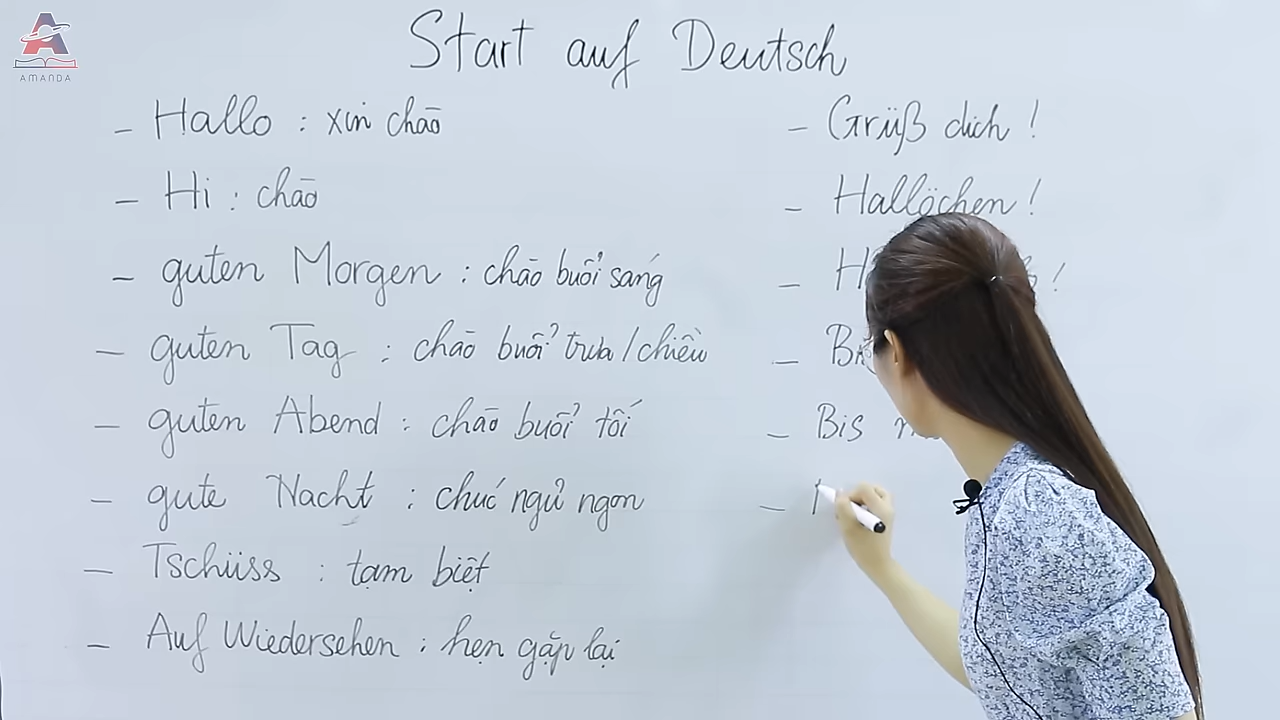 AMANDA
Start auf Deutsch
- Hallo : xin chào
- Hi : chào
- guten Morgen : chào buổi sáng
- guten Tag : chào buổi trưa / chiều
- guten Abend : chào buổi tối
- gute Nacht : chúc ngủ ngon
- Tschüss : tạm biệt
- Auf Wiedersehen : hẹn gặp lại
- Grüß dich !
- Hallöchen !
-
-
- Bis
-